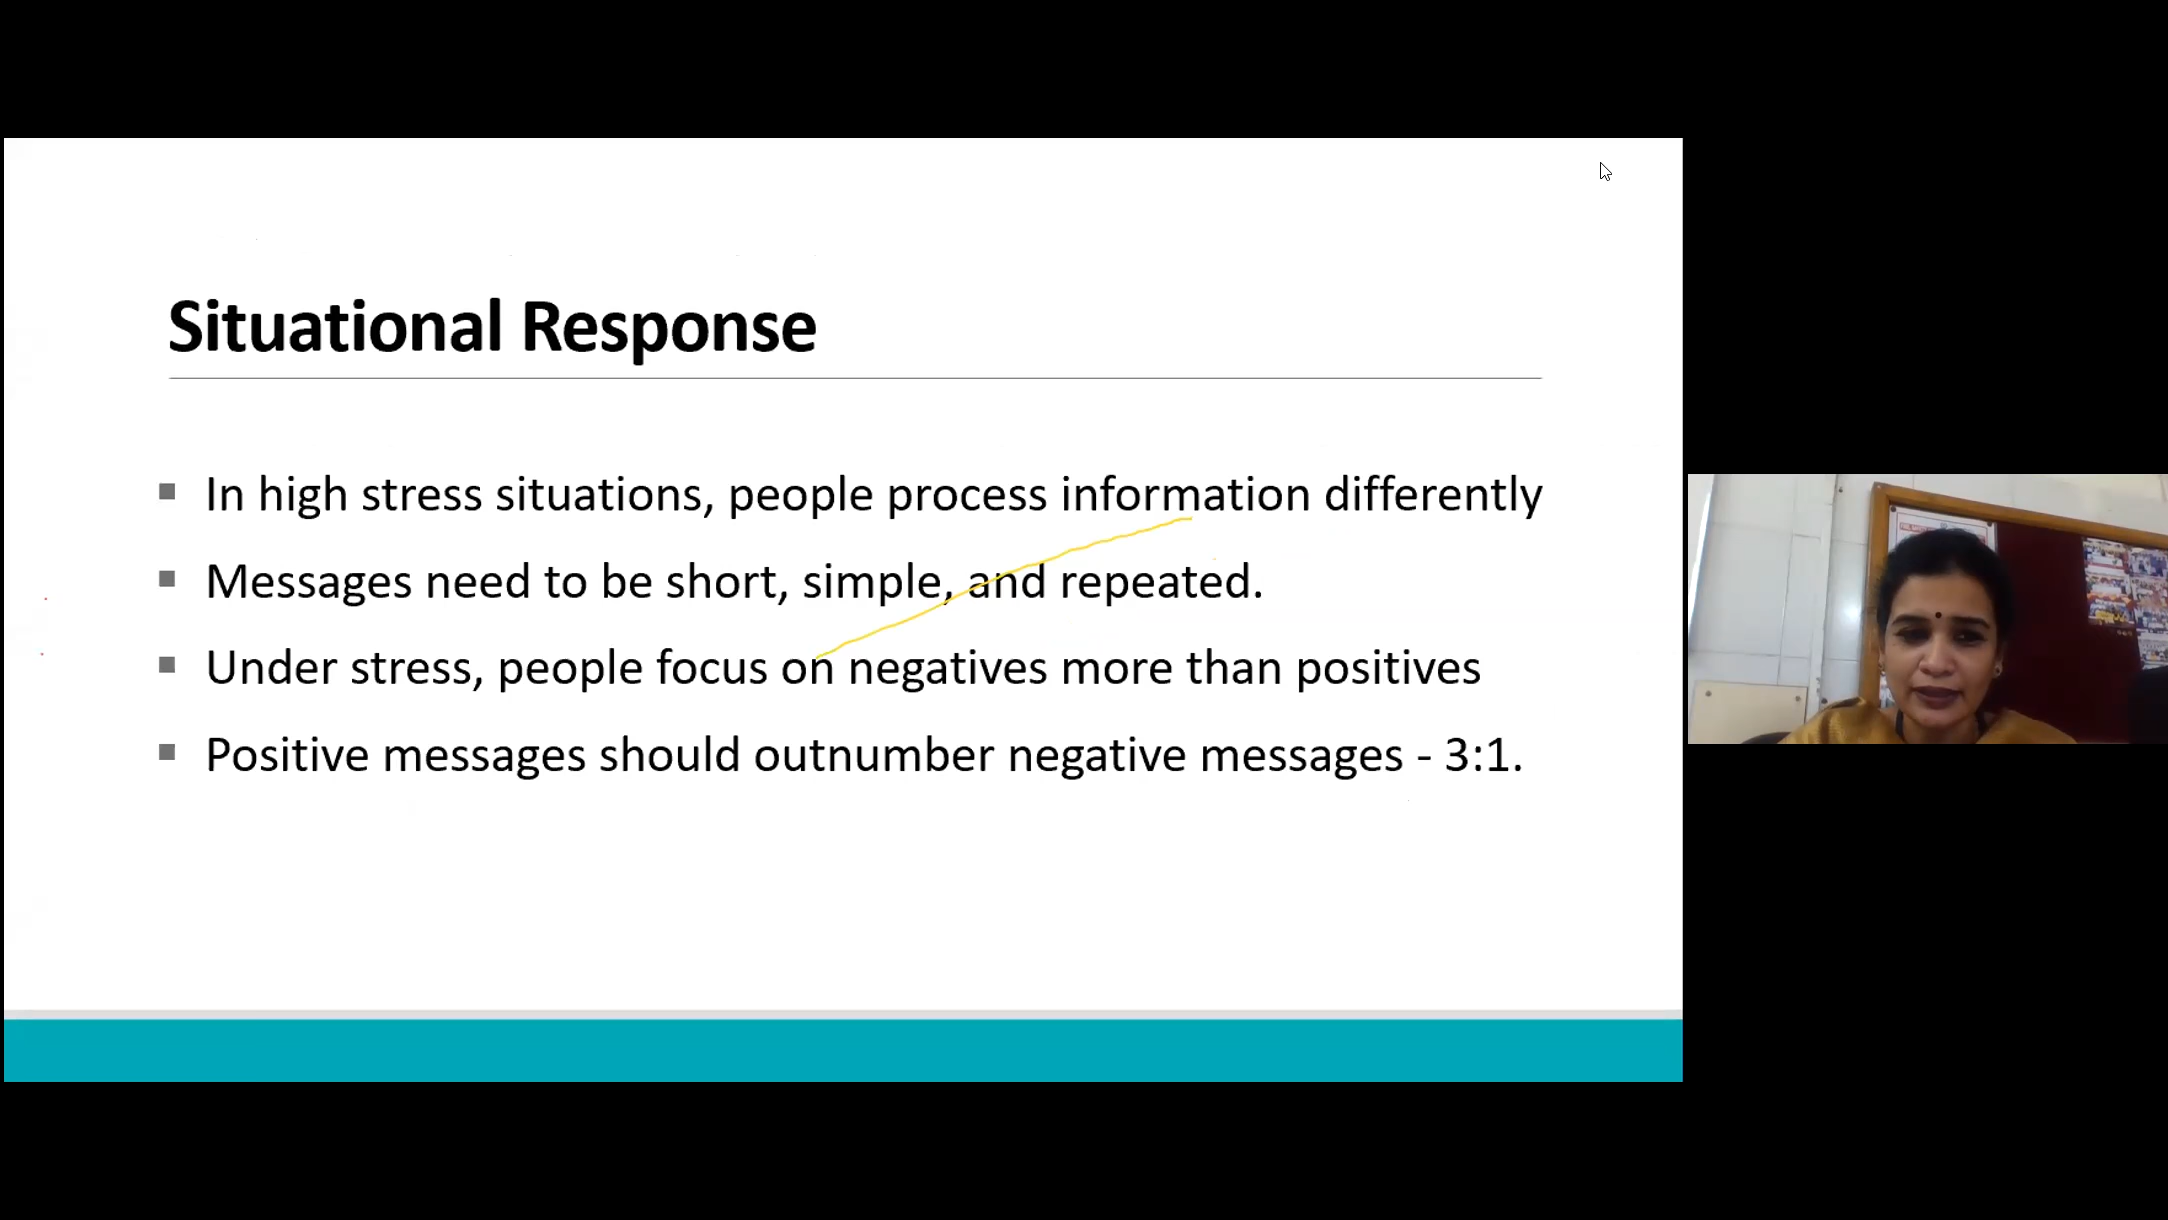 Situational Response
In high stress situations, people process information differently
Messages need to be short, simple, and repeated.
Under stress, people focus on negatives more than positives
Positive messages should outnumber negative messages - 3:1.